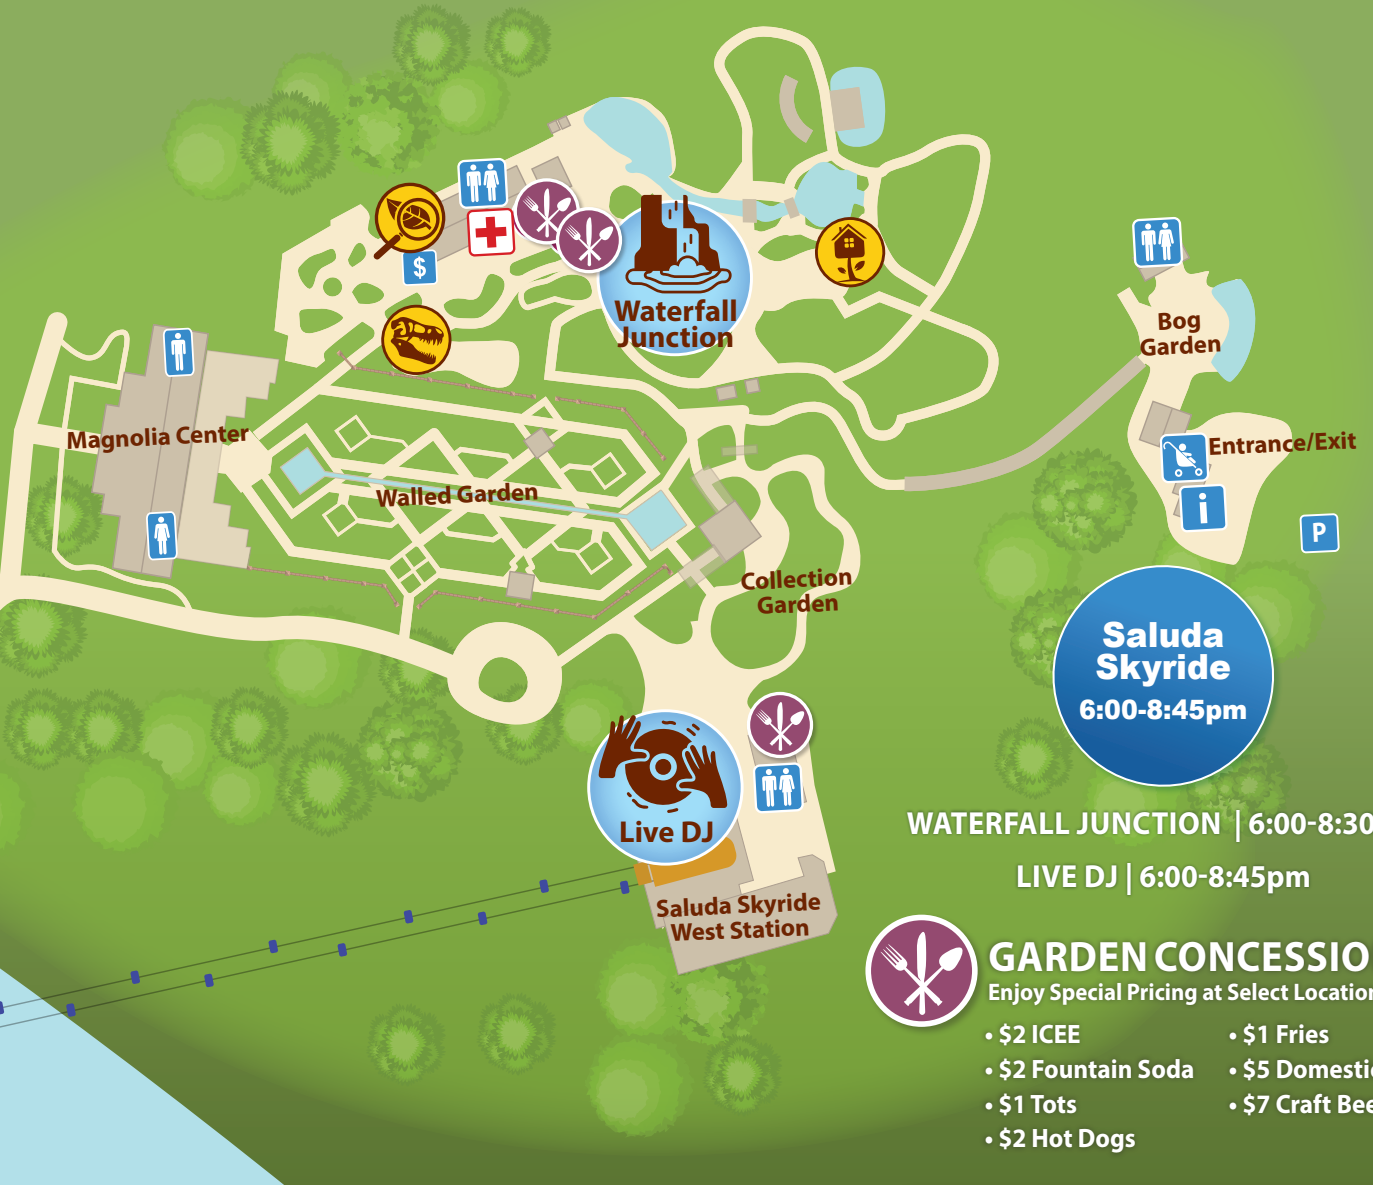 $
Waterfall
Junction
Bog
Garden
Magnolia Center
Entrance/Exit
Walled Garden
i
P
Collection
Garden
Saluda
Skyride
6:00-8:45pm
Live DJ
WATERFALL JUNCTION | 6:00-8:30
LIVE DJ | 6:00-8:45pm
Saluda Skyride
West Station
GARDEN CONCESSIO
Enjoy Special Pricing at Select Location
• $2 ICEE
• $2 Fountain Soda
• $1 Tots
• $2 Hot Dogs
• $1 Fries
• $5 Domesti
• $7 Craft Bee